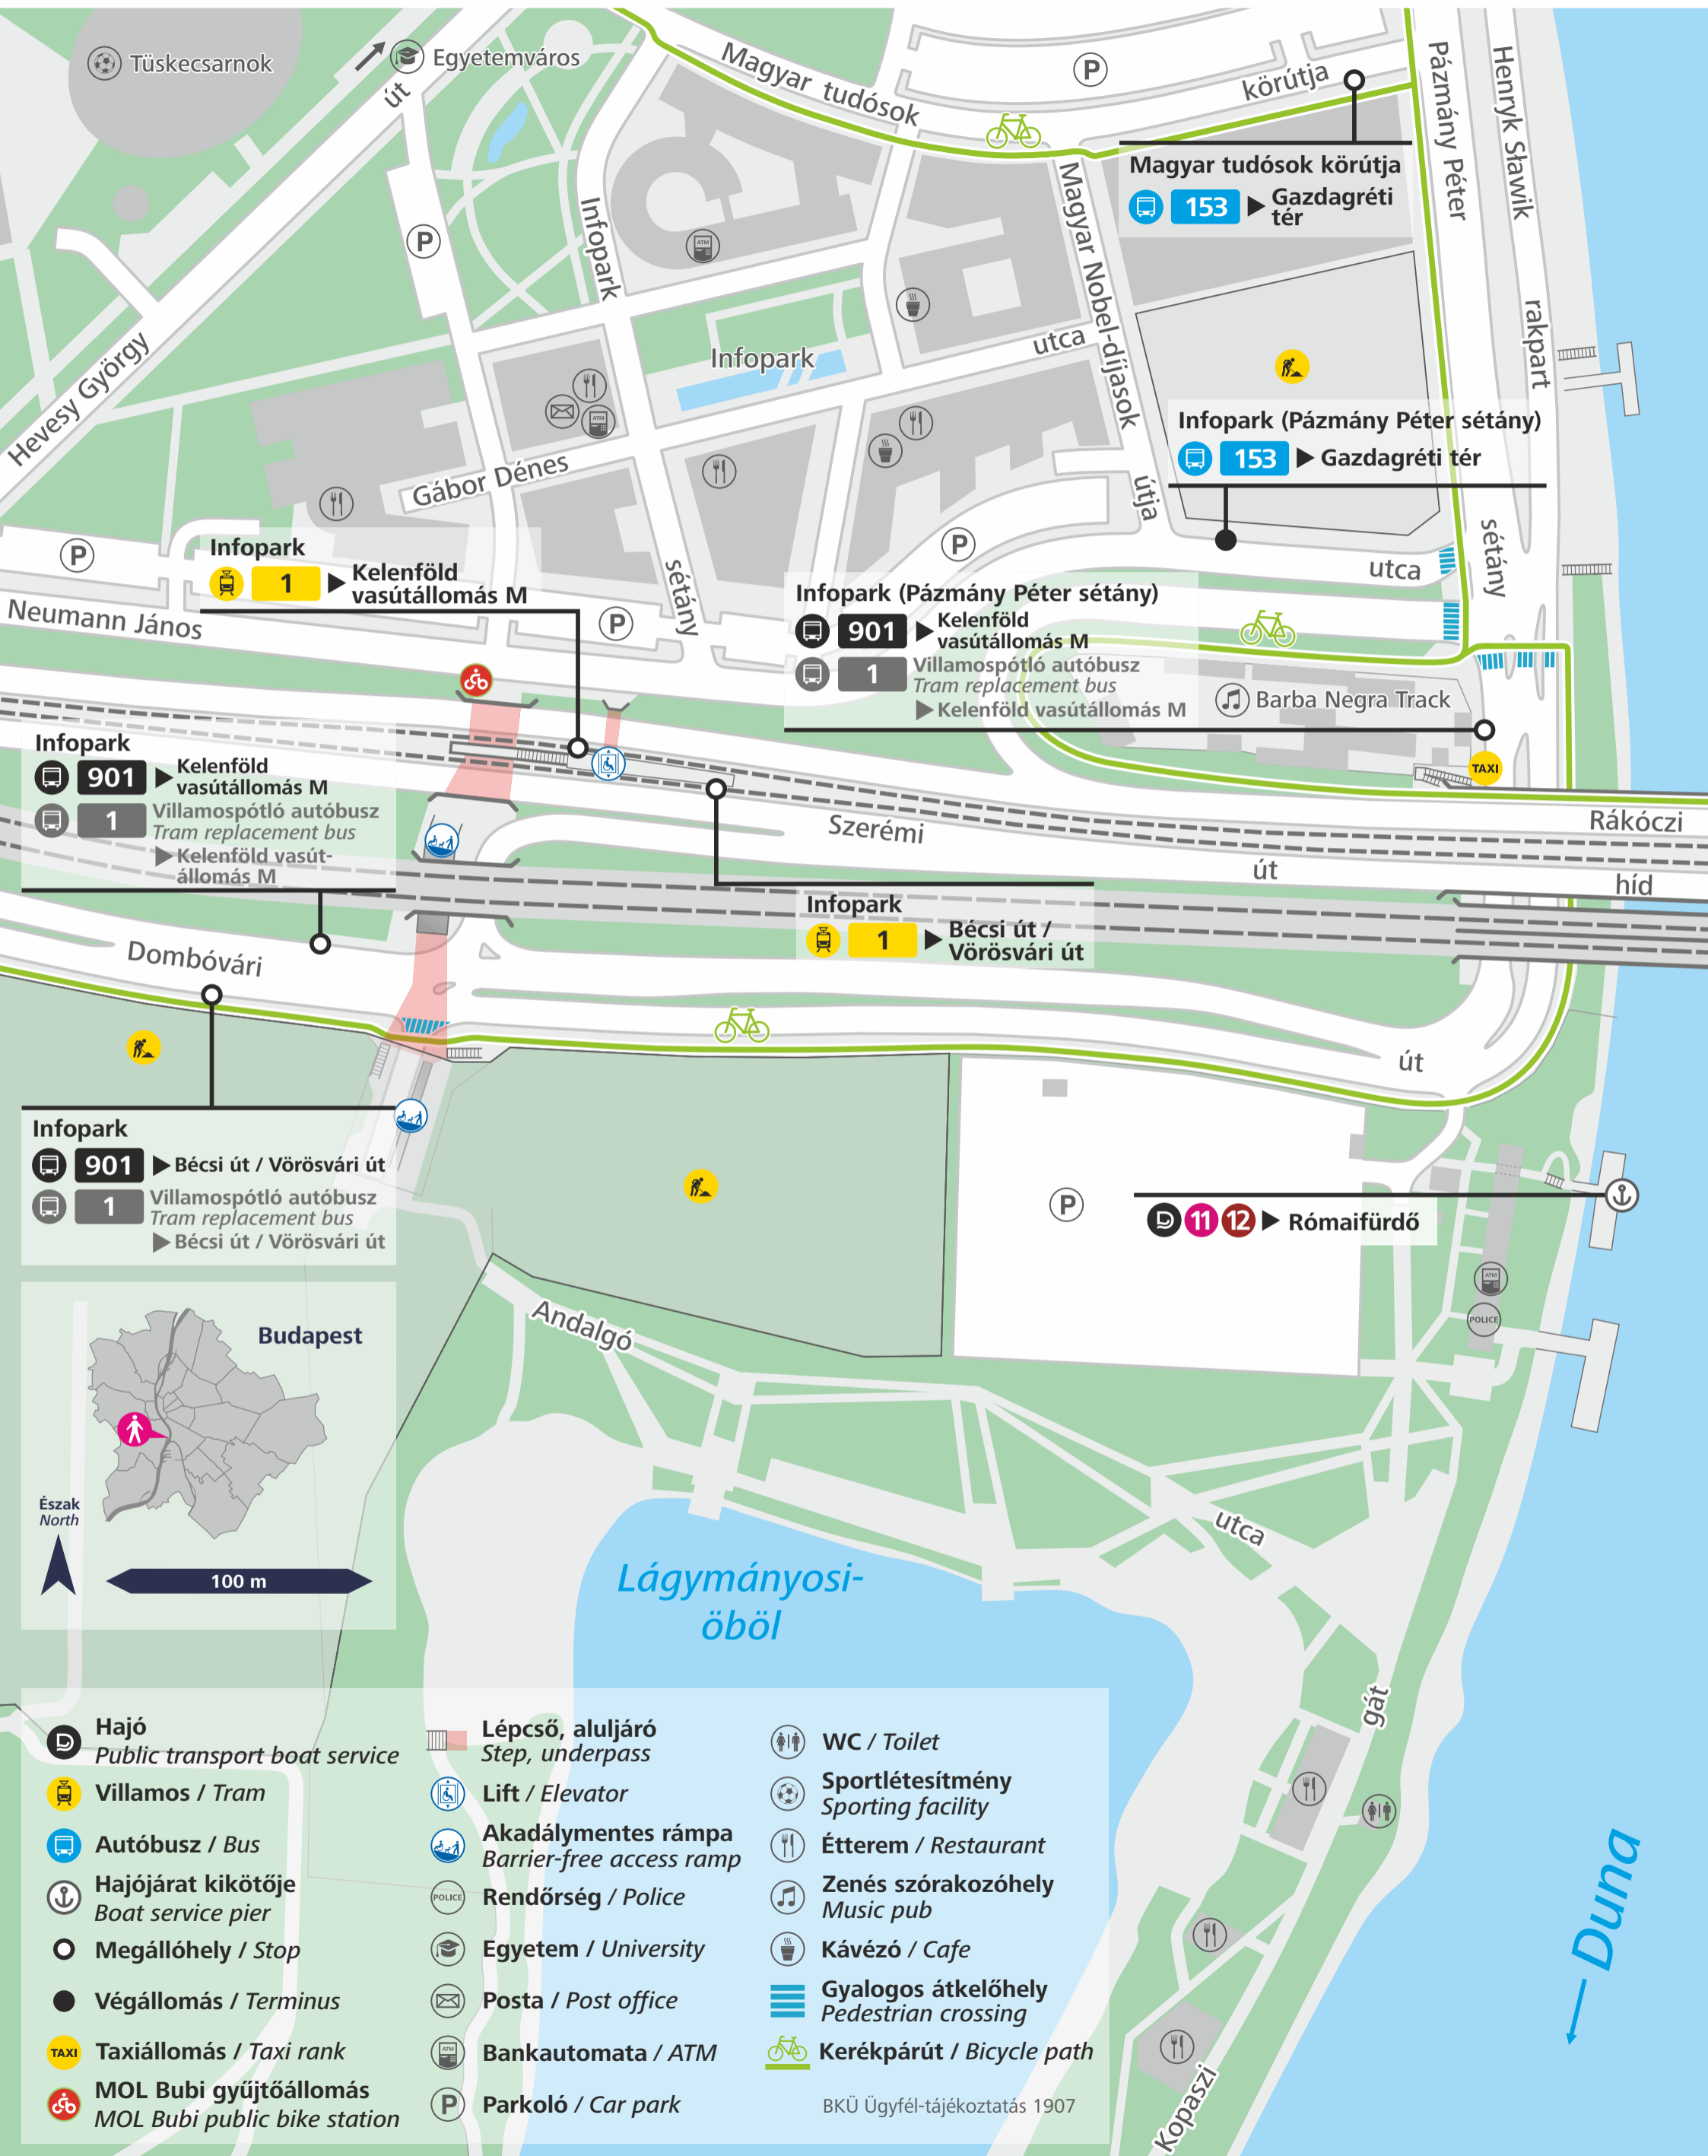 Tüskecsarnok
Egyetemváros
út
Magyar tudósok
körútja
P
Pázmány Péter
Henryk Sławik
Magyar tudósok körútja
153 Gazdagréti
tér
P
Infopark
ATM
Magyar Nobel-díjasok
rakpart
Hevesy György
Infopark
utca
ATM
Infopark (Pázmány Péter sétány)
153 Gazdagréti tér
Gábor Dénes
útja
P
P
sétány
sétány
utca
Infopark
1 Kelenföld
vasútállomás M
Neumann János
P
Infopark (Pázmány Péter sétány)
901 Kelenföld
vasútállomás M
1 Villamospótló autóbusz
Tram replacement bus
Kelenföld vasútállomás M
Barba Negra Track
TAXI
Infopark
901 Kelenföld
vasútállomás M
1 Villamospótló autóbusz
Tram replacement bus
Kelenföld vasút-
állomás M
Szerémi
út
Rákóczi
híd
Infopark
1 Bécsi út /
Vörösvári út
Dombóvári
út
Infopark
901 Bécsi út / Vörösvári út
1 Villamospótló autóbusz
Tram replacement bus
Bécsi út / Vörösvári út
P
D 11 12 Rómaifürdő
ATM
POLICE
Andalgó
utca
Budapest
Észak
North
100 m
Lágymányosi-
öböl
gát
Kopaszi
Duna
Hajó
Public transport boat service
Villamos / Tram
Autóbusz / Bus
Hajójárat kikötője
Boat service pier
Megállóhely / Stop
Végállomás / Terminus
TAXI Taxiállomás / Taxi rank
MOL Bubi gyűjtőállomás
MOL Bubi public bike station
Lépcső, aluljáró
Step, underpass
Lift / Elevator
Akadálymentes rámpa
Barrier-free access ramp
POLICE Rendőrség / Police
Egyetem / University
Posta / Post office
ATM Bankautomata / ATM
P Parkoló / Car park
WC / Toilet
Sportlétesítmény
Sporting facility
Étterem / Restaurant
Zenés szórakozóhely
Music pub
Kávézó / Cafe
Gyalogos átkelőhely
Pedestrian crossing
Kerékpárút / Bicycle path
BKÜ Ügyfél-tájékoztatás 1907